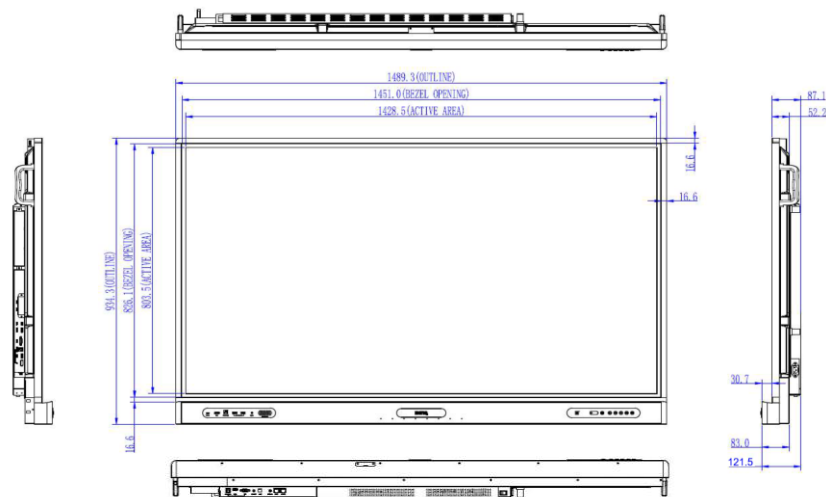 1489.3(OUTLINE)
1451.0(BEZEL OPENING)
1428.5(ACTIVE AREA)
87.1
52.2
16.6
16.6
934.3(OUTLINE)
826.1(BEZEL OPENING)
803.5(ACTIVE AREA)
16.6
30.7
83.0
121.5